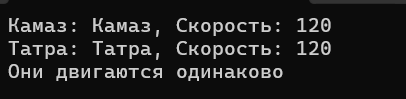 Камаз: Камаз, Скорость: 120
Татра: Татра, Скорость: 120
Они двигаются одинаково